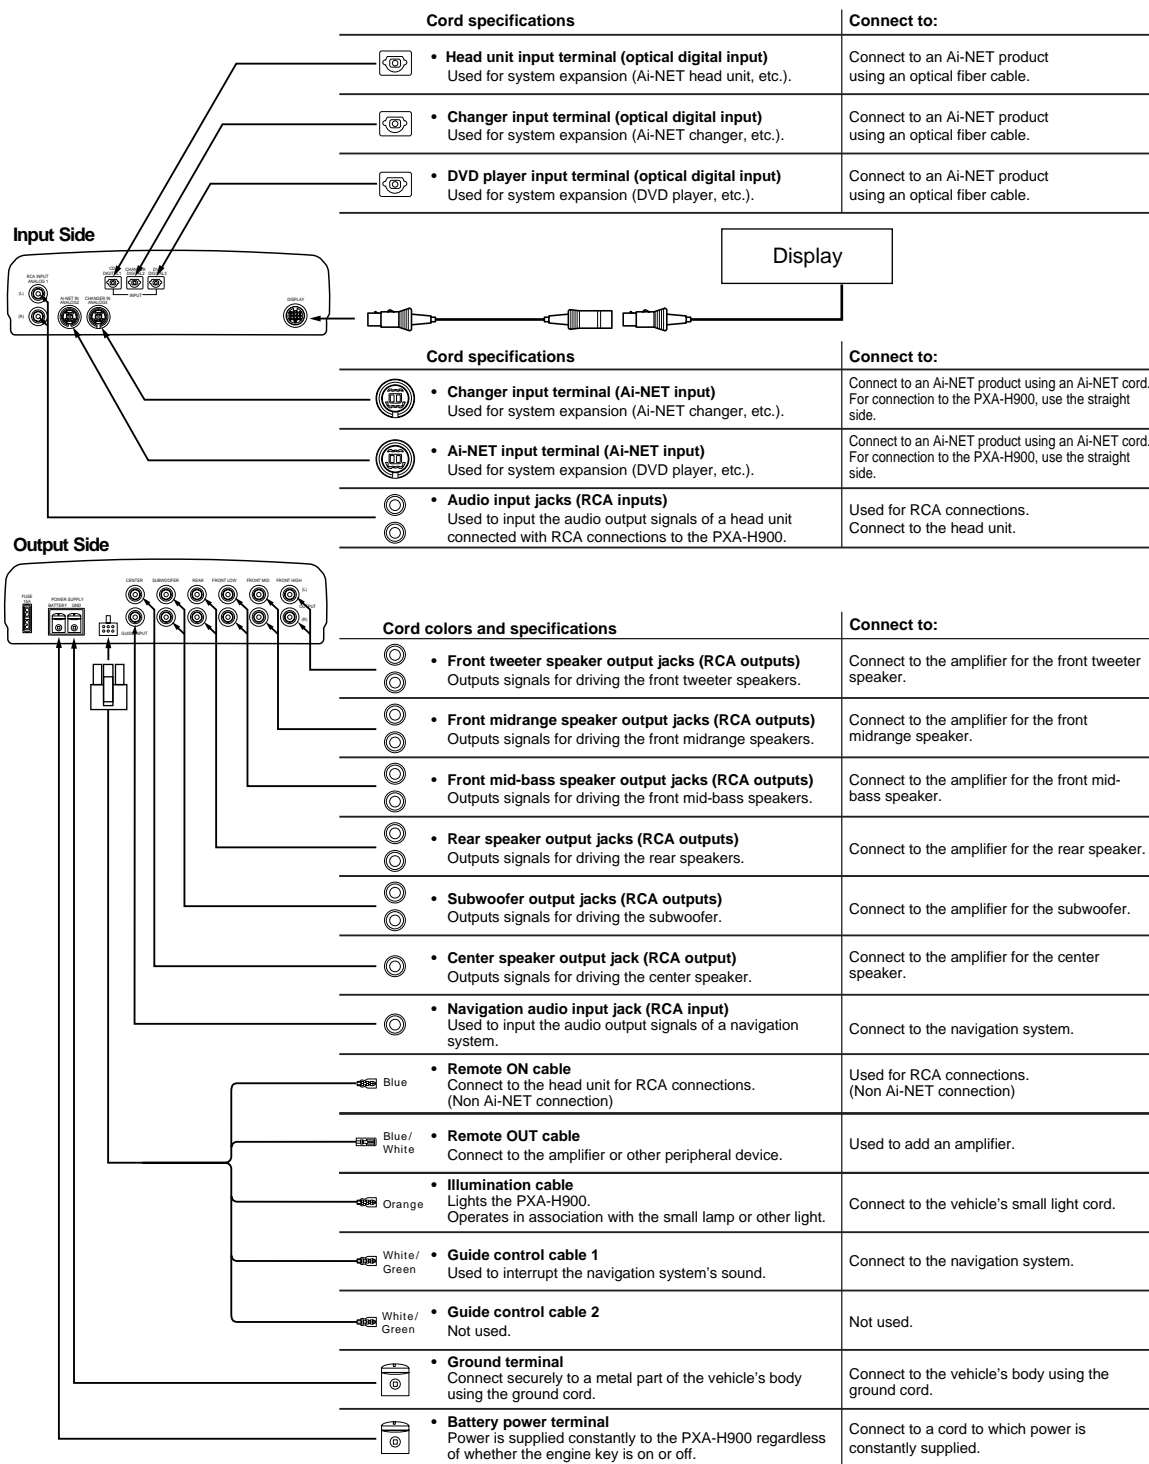 Cord specifications
Connect to:
• Head unit input terminal (optical digital input)
Used for system expansion (Ai-NET head unit, etc.).
Connect to an Ai-NET product
using an optical fiber cable.
• Changer input terminal (optical digital input)
Used for system expansion (Ai-NET changer, etc.).
Connect to an Ai-NET product
using an optical fiber cable.
• DVD player input terminal (optical digital input)
Used for system expansion (DVD player, etc.).
Connect to an Ai-NET product
using an optical fiber cable.
Input Side
Display
RCA INPUT
ANALOG 1
(L)
(R)
Ai-NET IN
ANALOG2
CHANGER IN
ANALOG3
DIGITAL1
DIGITAL2
DIGITAL3
INPUT
DISPLAY
Cord specifications
Connect to:
• Changer input terminal (Ai-NET input)
Used for system expansion (Ai-NET changer, etc.).
Connect to an Ai-NET product using an Ai-NET cord.
For connection to the PXA-H900, use the straight
side.
• Ai-NET input terminal (Ai-NET input)
Used for system expansion (DVD player, etc.).
Connect to an Ai-NET product using an Ai-NET cord.
For connection to the PXA-H900, use the straight
side.
• Audio input jacks (RCA inputs)
Used to input the audio output signals of a head unit
connected with RCA connections to the PXA-H900.
Used for RCA connections.
Connect to the head unit.
Output Side
FUSE
15A
POWER SUPPLY
BATTERY GND
CENTER
SUBWOOFER
REAR
FRONT LOW
FRONT MID
FRONT HIGH
(L)
OUTPUT
(R)
GUIDE INPUT
Cord colors and specifications
Connect to:
• Front tweeter speaker output jacks (RCA outputs)
Outputs signals for driving the front tweeter speakers.
Connect to the amplifier for the front tweeter
speaker.
• Front midrange speaker output jacks (RCA outputs)
Outputs signals for driving the front midrange speakers.
Connect to the amplifier for the front
midrange speaker.
• Front mid-bass speaker output jacks (RCA outputs)
Outputs signals for driving the front mid-bass speakers.
Connect to the amplifier for the front mid-
bass speaker.
• Rear speaker output jacks (RCA outputs)
Outputs signals for driving the rear speakers.
Connect to the amplifier for the rear speaker.
• Subwoofer output jacks (RCA outputs)
Outputs signals for driving the subwoofer.
Connect to the amplifier for the subwoofer.
• Center speaker output jack (RCA output)
Outputs signals for driving the center speaker.
Connect to the amplifier for the center
speaker.
• Navigation audio input jack (RCA input)
Used to input the audio output signals of a navigation
system.
Connect to the navigation system.
Blue
• Remote ON cable
Connect to the head unit for RCA connections.
(Non Ai-NET connection)
Used for RCA connections.
(Non Ai-NET connection)
Blue/
White
• Remote OUT cable
Connect to the amplifier or other peripheral device.
Used to add an amplifier.
Orange
• Illumination cable
Lights the PXA-H900.
Operates in association with the small lamp or other light.
Connect to the vehicle's small light cord.
White/
Green
• Guide control cable 1
Used to interrupt the navigation system's sound.
Connect to the navigation system.
White/
Green
• Guide control cable 2
Not used.
Not used.
• Ground terminal
Connect securely to a metal part of the vehicle's body
using the ground cord.
Connect to the vehicle's body using the
ground cord.
• Battery power terminal
Power is supplied constantly to the PXA-H900 regardless
of whether the engine key is on or off.
Connect to a cord to which power is
constantly supplied.